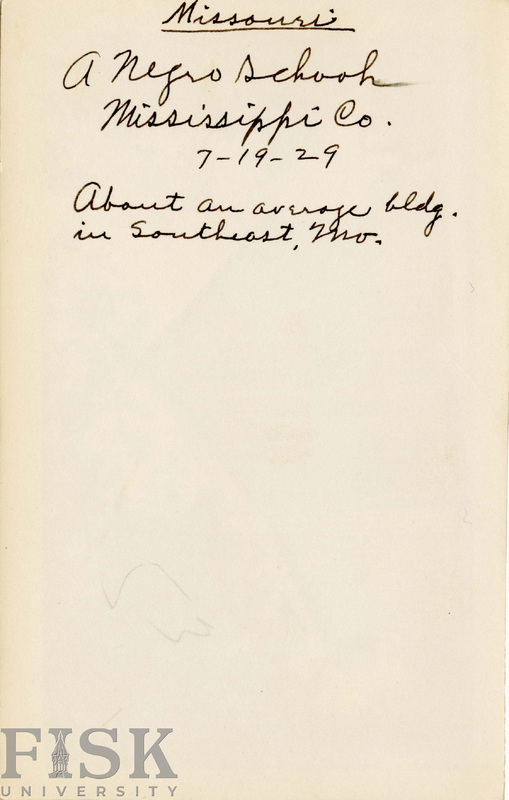 Missouri
A Negro School
Mississippi Co.
7-19-29
About an average bldg.
in Southeast, Mo.
FISK
UNIVERSITY